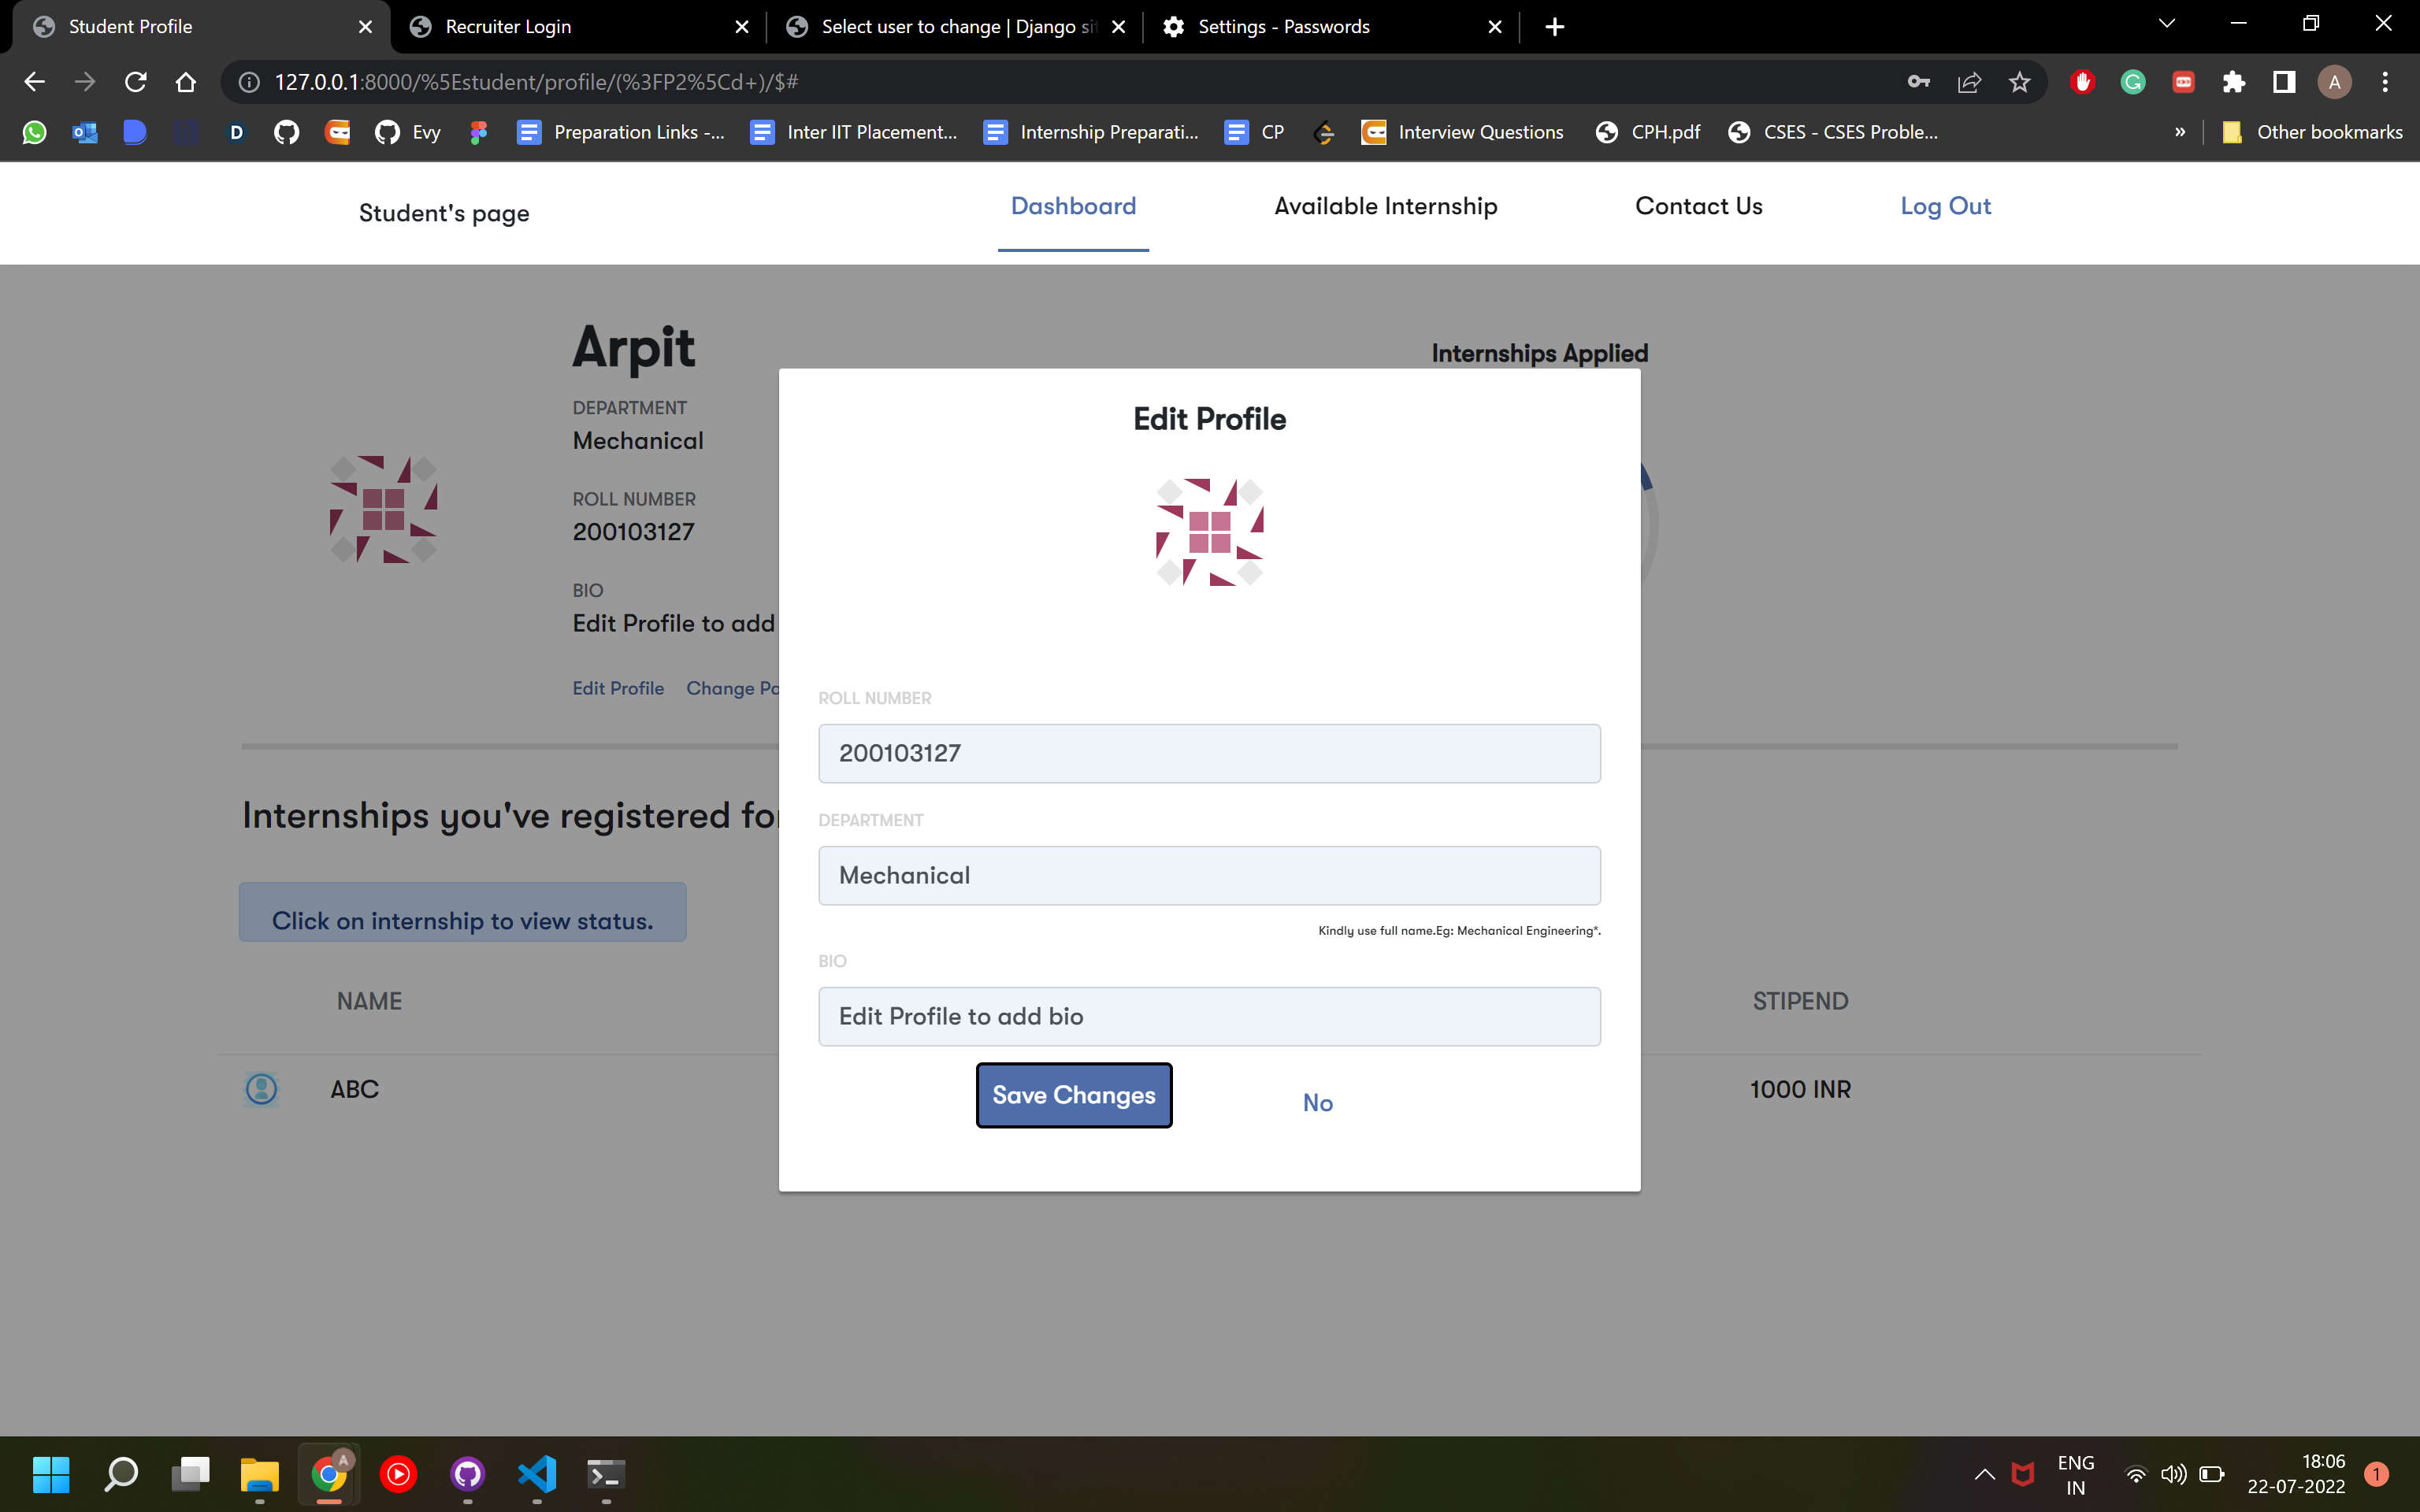 Student Profile
Recruiter Login
Select user to change | Django si
Settings - Passwords
127.0.0.1:8000/%5Estudent/profile/(%3FP2%5Cd+)/$#
A
D
Evy
Preparation Links -...
Inter IIT Placement...
Internship Preparati...
CP
Interview Questions
CPH.pdf
CSES - CSES Proble...
»
Other bookmarks
Student's page
Dashboard
Available Internship
Contact Us
Log Out
Arpit
DEPARTMENT
Mechanical
ROLL NUMBER
200103127
BIO
Edit Profile to add
Edit Profile
Change Pa
Internships Applied
Edit Profile
ROLL NUMBER
200103127
DEPARTMENT
Mechanical
Kindly use full name.Eg: Mechanical Engineering*.
BIO
Edit Profile to add bio
Save Changes
No
Internships you've registered for
Click on internship to view status.
NAME
STIPEND
ABC
1000 INR
A
ENG
IN
18:06
22-07-2022
1